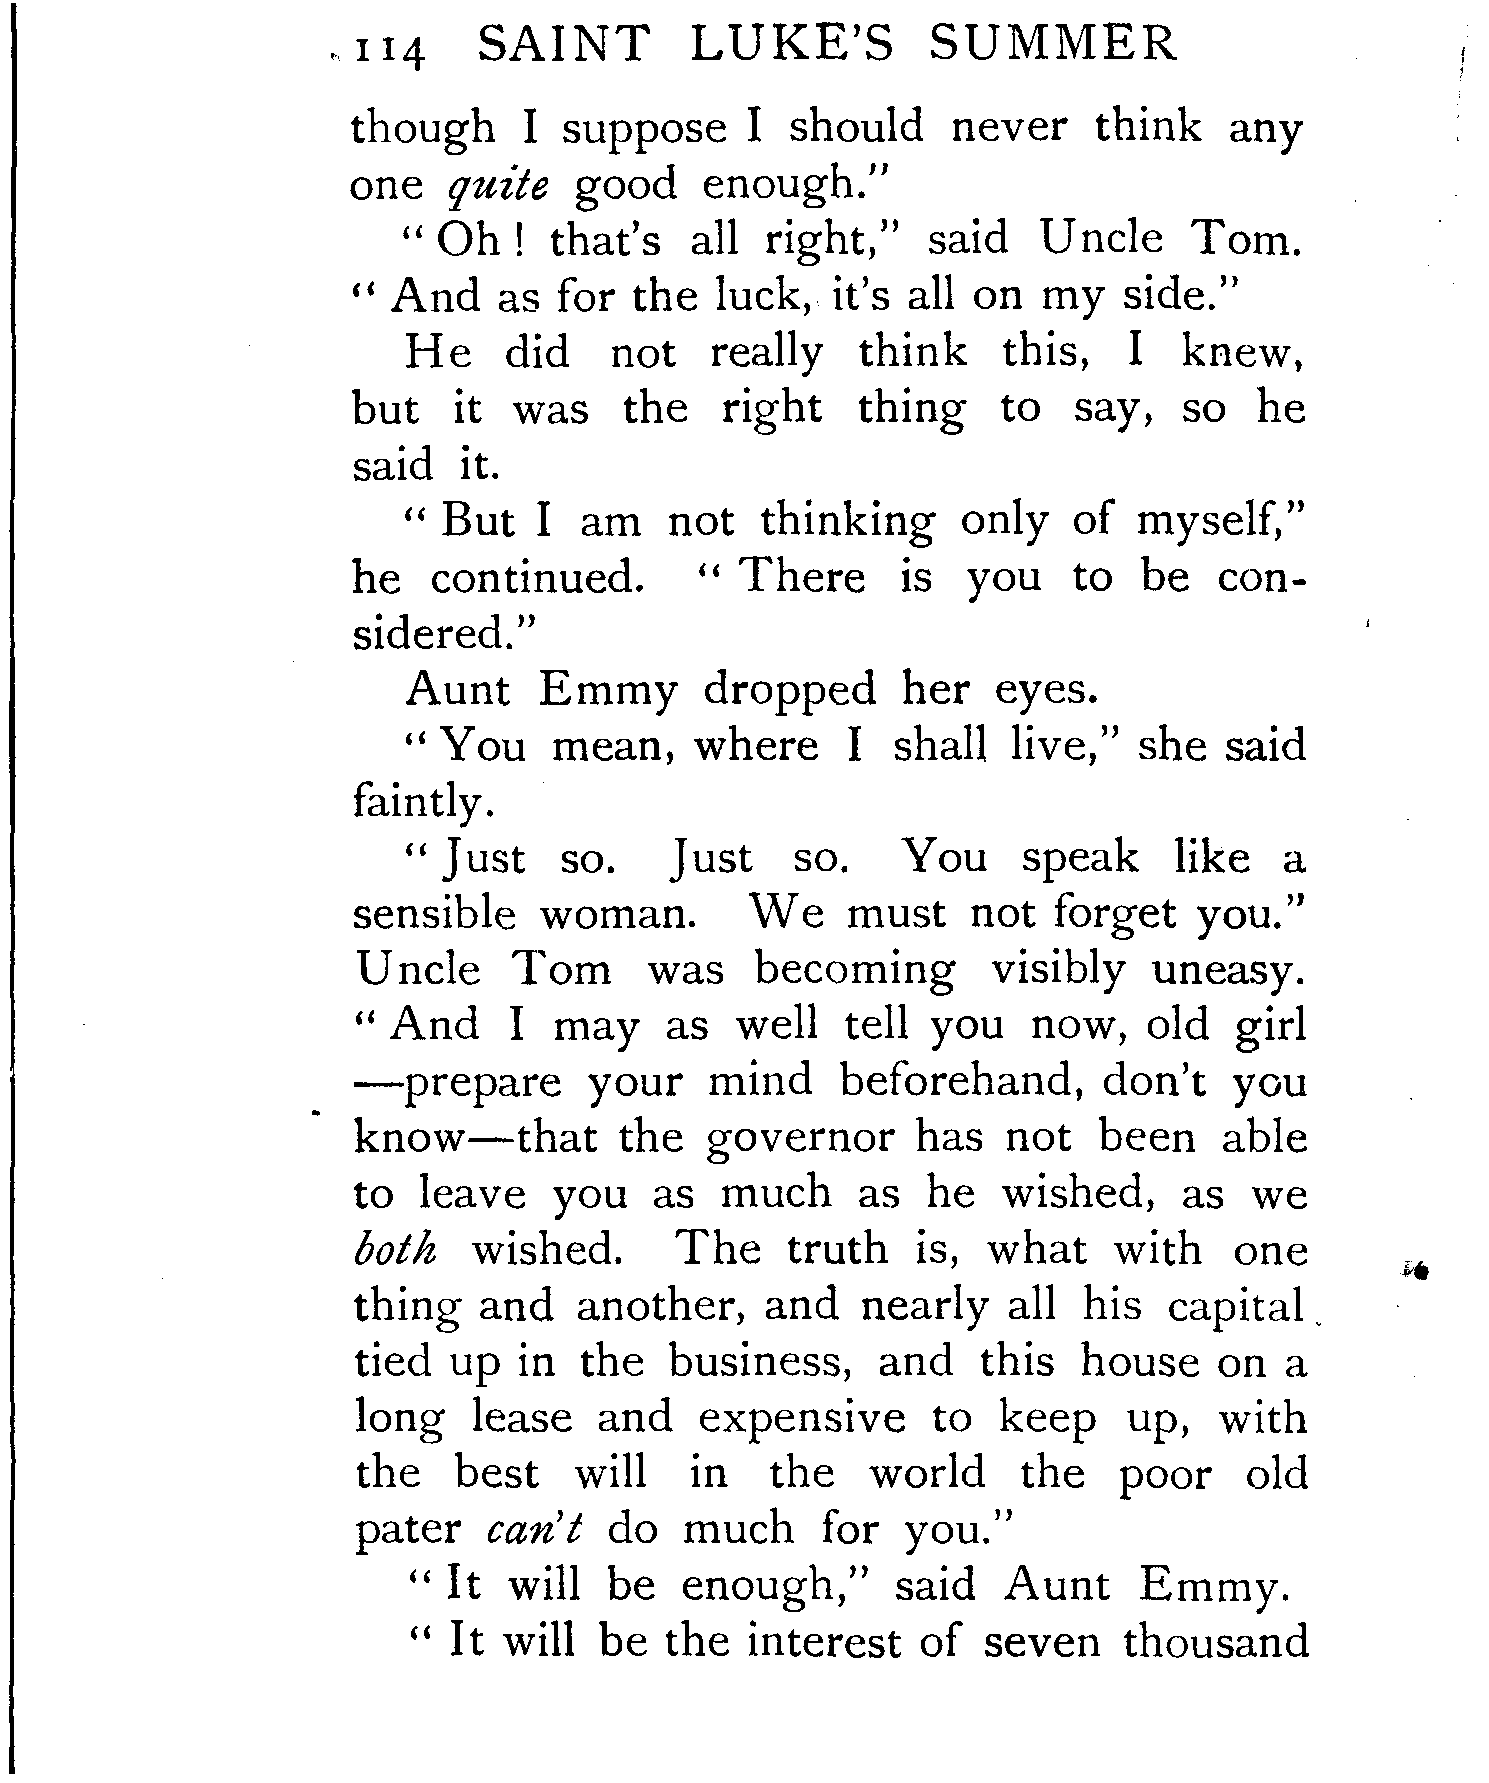 114 SAINT LUKE'S SUMMER
though I suppose I should never think any
one quite good enough."
"Oh! that's all right," said Uncle Tom.
"And as for the luck, it's all on my side."
He did not really think this, I knew,
but it was the right thing to say, so he
said it.
"But I am not thinking only of myself,"
he continued. "There is you to be con-
sidered."
Aunt Emmy dropped her eyes.
"You mean, where I shall live," she said
faintly.
"Just so. Just so. You speak like a
sensible woman. We must not forget you."
Uncle Tom was becoming visibly uneasy.
"And I may as well tell you now, old girl
—prepare your mind beforehand, don't you
know—that the governor has not been able
to leave you as much as he wished, as we
both wished. The truth is, what with one
thing and another, and nearly all his capital
tied up in the business, and this house on a
long lease and expensive to keep up, with
the best will in the world the poor old
pater can't do much for you."
"It will be enough," said Aunt Emmy.
"It will be the interest of seven thousand